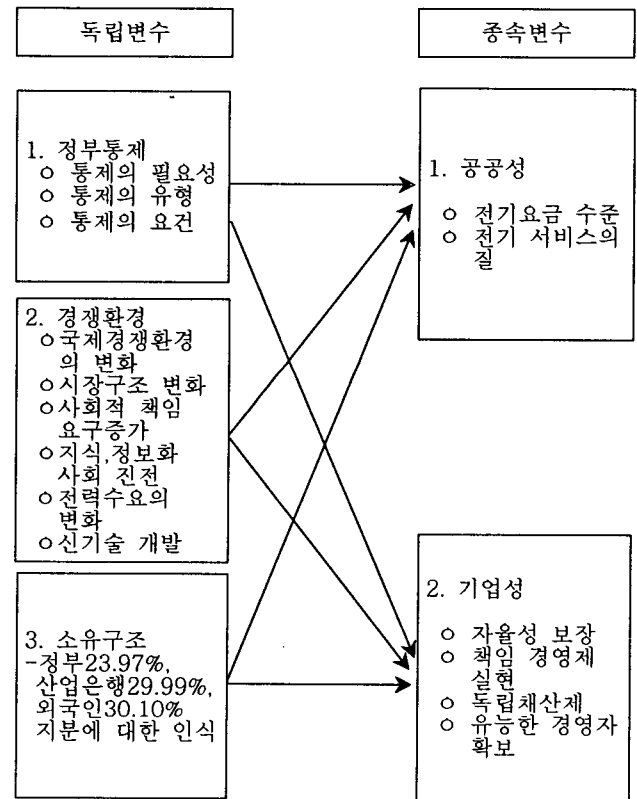 독립변수
종속변수
1. 정부통제
ㅇ 통제의 필요성
ㅇ 통제의 유형
ㅇ 통제의 요건
2. 경쟁환경
ㅇ국제경쟁환경
의 변화
ㅇ시장구조 변화
ㅇ사회적 책임
요구증가
ㅇ지식,정보화
사회 진전
ㅇ전력수요의
변화
ㅇ신기술 개발
3. 소유구조
-정부23.97%,
산업은행29.99%,
외국인30.10%
지분에 대한 인식
1. 공공성
ㅇ 전기요금 수준
ㅇ 전기 서비스의
질
2. 기업성
ㅇ 자율성 보장
ㅇ 책임 경영제
실현
ㅇ 독립채산제
ㅇ 유능한 경영자
확보